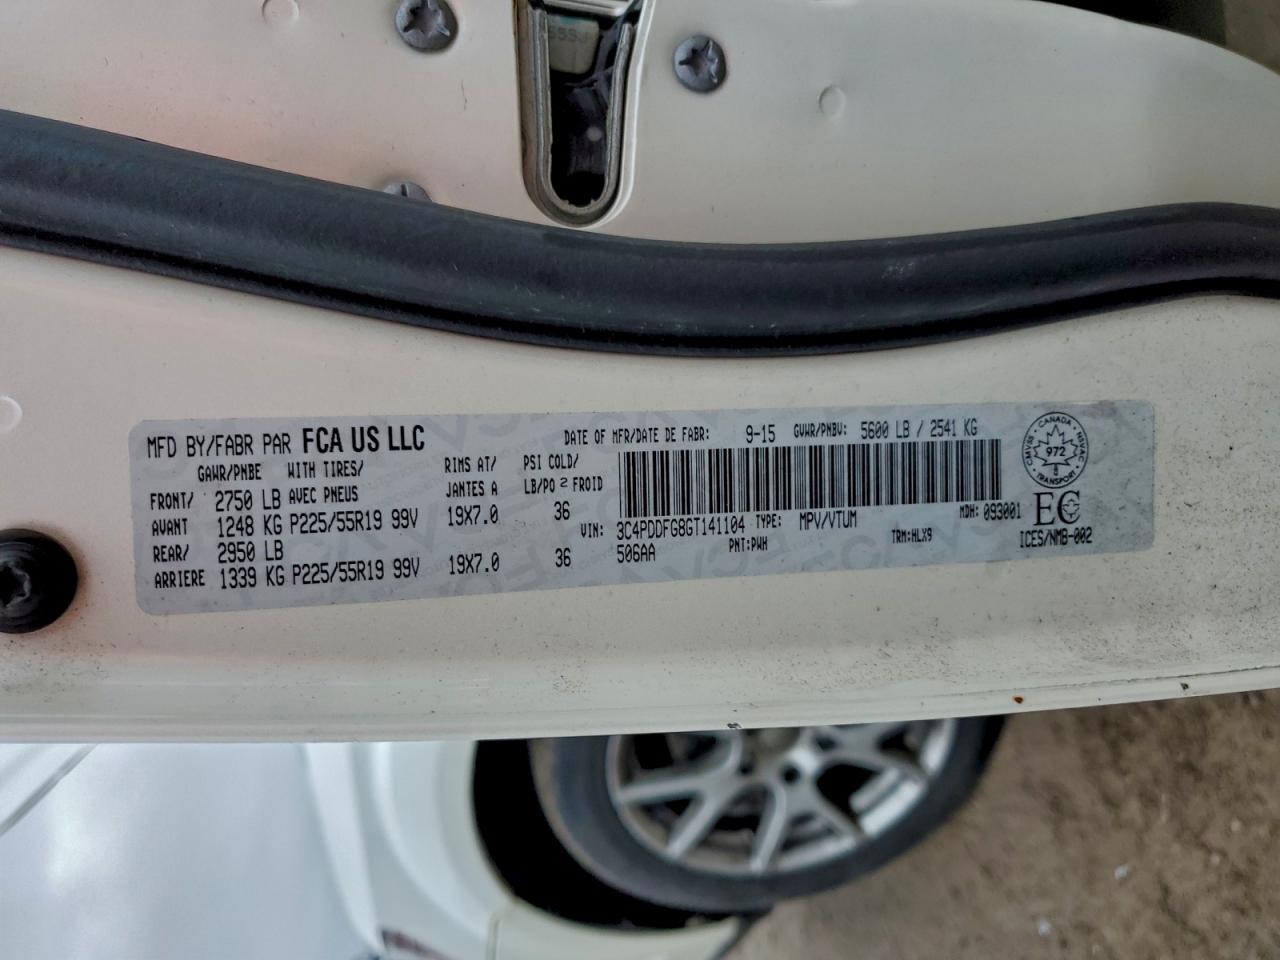 MFD BY/FABR PAR FCA US LLC
DATE OF MFR/DATE DE FABR: 9-15 GVWR/PNBV: 5600 LB / 2541 KG
GAWR/PNBE WITH TIRES/ RIMS AT/ PSI COLD/
FRONT/ 2750 LB AVEC PNEUS JANTES A LB/PO² FROID
AVANT 1248 KG P225/55R19 99V 19X7.0 36
REAR/ 2950 LB
ARRIERE 1339 KG P225/55R19 99V 19X7.0 36
VIN: 3C4PDDFG8GT141104 TYPE: MPV/VTUM MDH: 093001
506AA PNT:PWH TRM:HLX9
CANADA
CMVSS NSVAC
972
TRANSPORT
EC
ICES/NMB-002